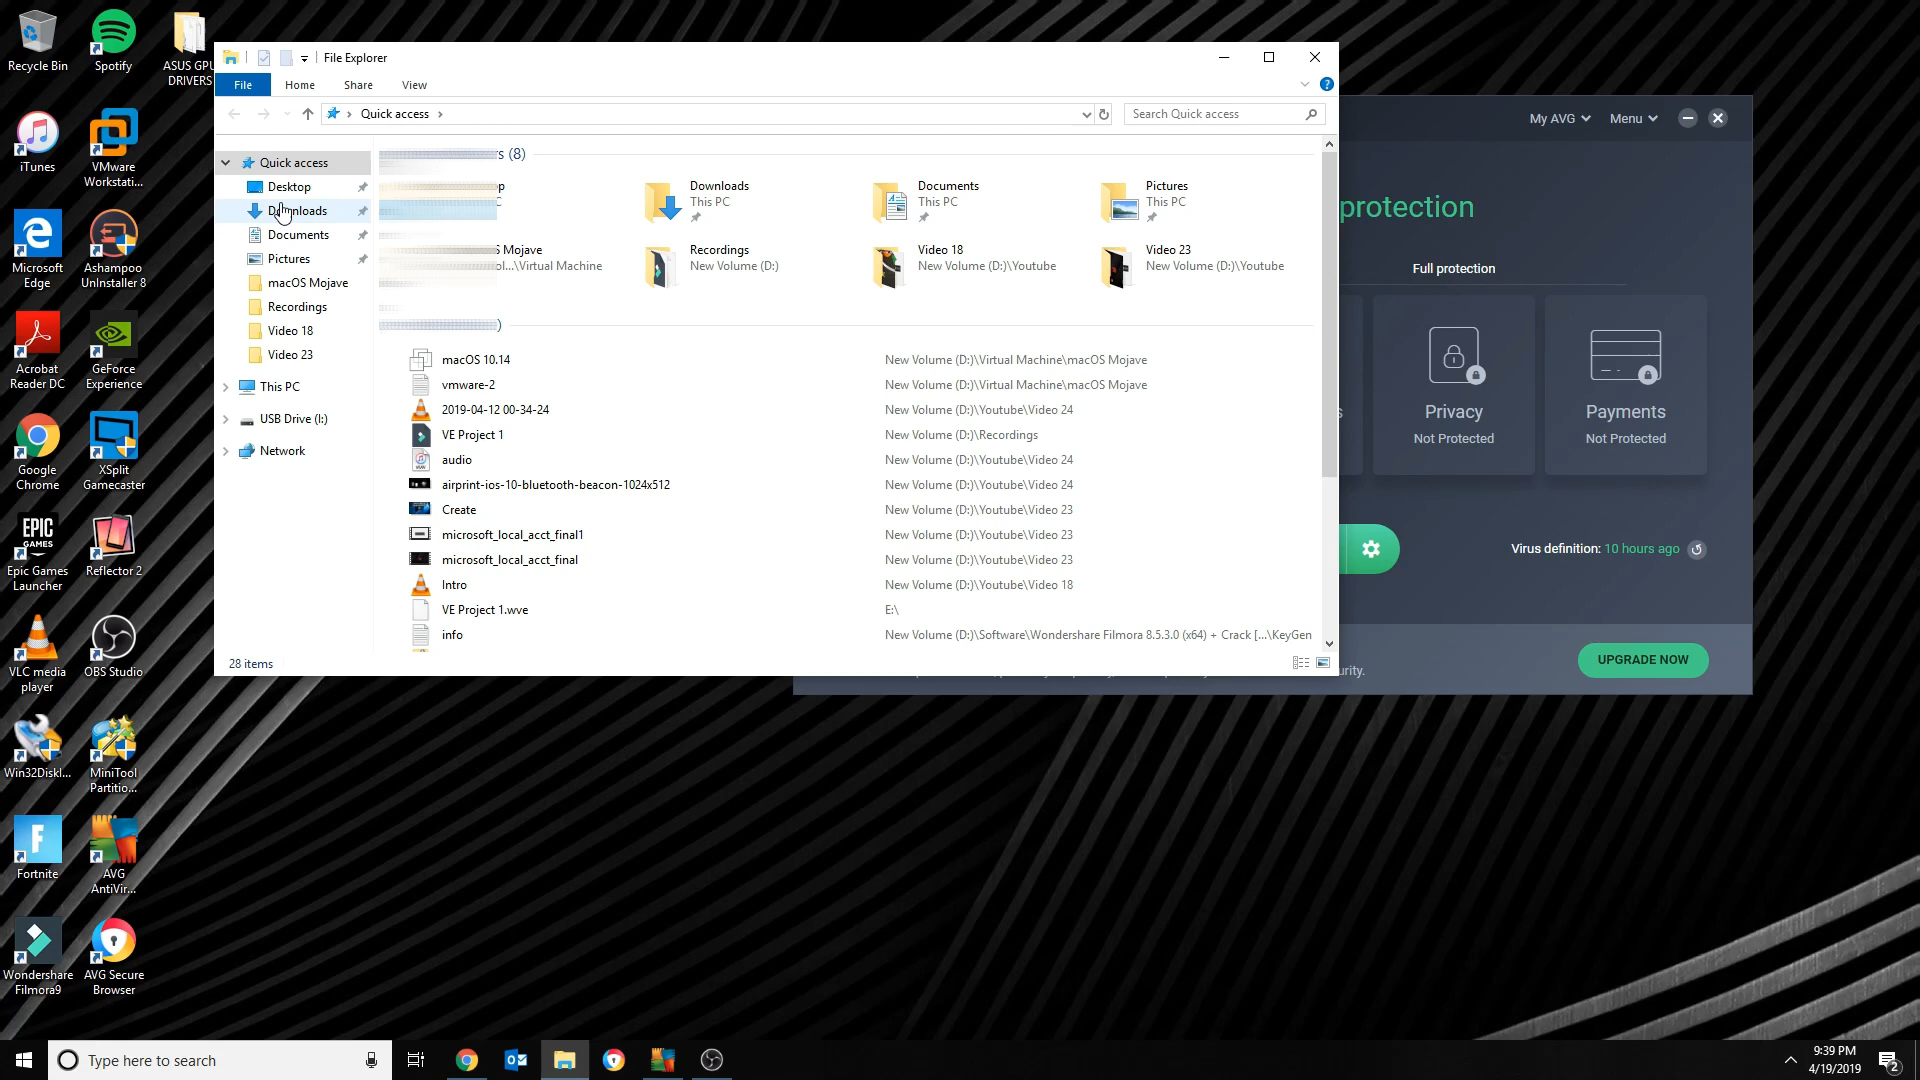 Recycle Bin
Spotify
ASUS GPU
DRIVERS
iTunes
VMware
Workstati...
Microsoft
Edge
Ashampoo
UnInstaller 8
Acrobat
Reader DC
GeForce
Experience
Google
Chrome
XSplit
Gamecaster
EPIC
GAMES
Epic Games
Launcher
Reflector 2
VLC media
player
OBS Studio
Win32DiskI...
MiniTool
Partitio...
Fortnite
AVG
AntiVir...
Wondershare
Filmora9
AVG Secure
Browser
File Explorer
File
Home
Share
View
Quick access
Search Quick access
Quick access
Desktop
Downloads
Documents
Pictures
macOS Mojave
Recordings
Video 18
Video 23
This PC
USB Drive (I:)
Network
(8)
Downloads
This PC
Documents
This PC
Pictures
This PC
Mojave
...\Virtual Machine
Recordings
New Volume (D:)
Video 18
New Volume (D:)\Youtube
Video 23
New Volume (D:)\Youtube
macOS 10.14 New Volume (D:)\Virtual Machine\macOS Mojave
vmware-2 New Volume (D:)\Virtual Machine\macOS Mojave
2019-04-12 00-34-24 New Volume (D:)\Youtube\Video 24
VE Project 1 New Volume (D:)\Recordings
audio New Volume (D:)\Youtube\Video 24
airprint-ios-10-bluetooth-beacon-1024x512 New Volume (D:)\Youtube\Video 24
Create New Volume (D:)\Youtube\Video 23
microsoft_local_acct_final1 New Volume (D:)\Youtube\Video 23
microsoft_local_acct_final New Volume (D:)\Youtube\Video 23
Intro New Volume (D:)\Youtube\Video 18
VE Project 1.wve E:\
info New Volume (D:)\Software\Wondershare Filmora 8.5.3.0 (x64) + Crack [...\KeyGen
28 items
My AVG
Menu
protection
Full protection
Privacy
Not Protected
Payments
Not Protected
Virus definition: 10 hours ago
UPGRADE NOW
Type here to search
9:39 PM
4/19/2019
2